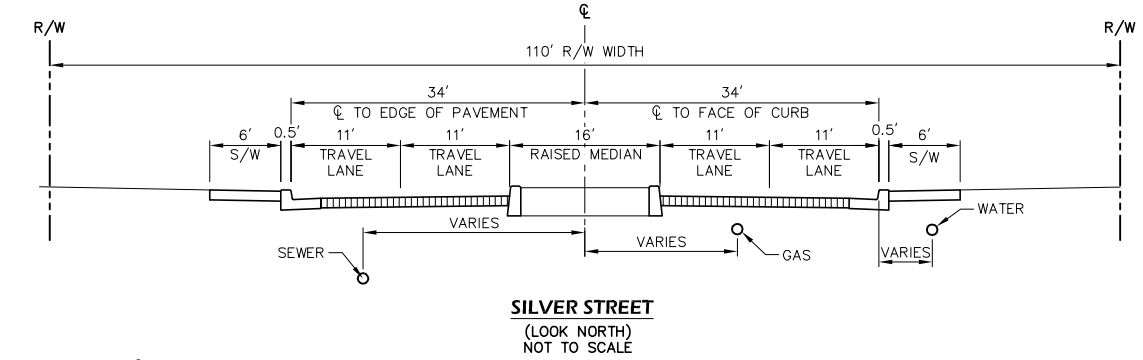 ℄
R/W
R/W
110' R/W WIDTH
34'
34'
℄ TO EDGE OF PAVEMENT
℄ TO FACE OF CURB
6'
0.5'
11'
11'
16'
11'
11'
0.5'
6'
S/W
TRAVEL
LANE
TRAVEL
LANE
RAISED MEDIAN
TRAVEL
LANE
TRAVEL
LANE
S/W
WATER
VARIES
VARIES
VARIES
SEWER
GAS
SILVER STREET
(LOOK NORTH)
NOT TO SCALE